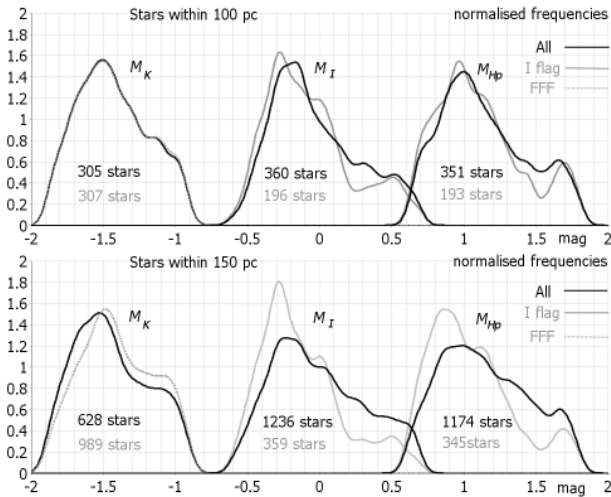 Stars within 100 pc normalised frequencies
2
1.8
1.6
1.4
1.2
1
0.8
0.6
0.4
0.2
0
M_K M_I M_Hp
All
I flag
FFF
305 stars 360 stars 351 stars
307 stars 196 stars 193 stars
-2 -1.5 -1 -0.5 0 0.5 1 1.5 mag 2
Stars within 150 pc normalised frequencies
2
1.8
1.6
1.4
1.2
1
0.8
0.6
0.4
0.2
0
M_K M_I M_Hp
All
I flag
FFF
628 stars 1236 stars 1174 stars
989 stars 359 stars 345stars
-2 -1.5 -1 -0.5 0 0.5 1 1.5 mag 2